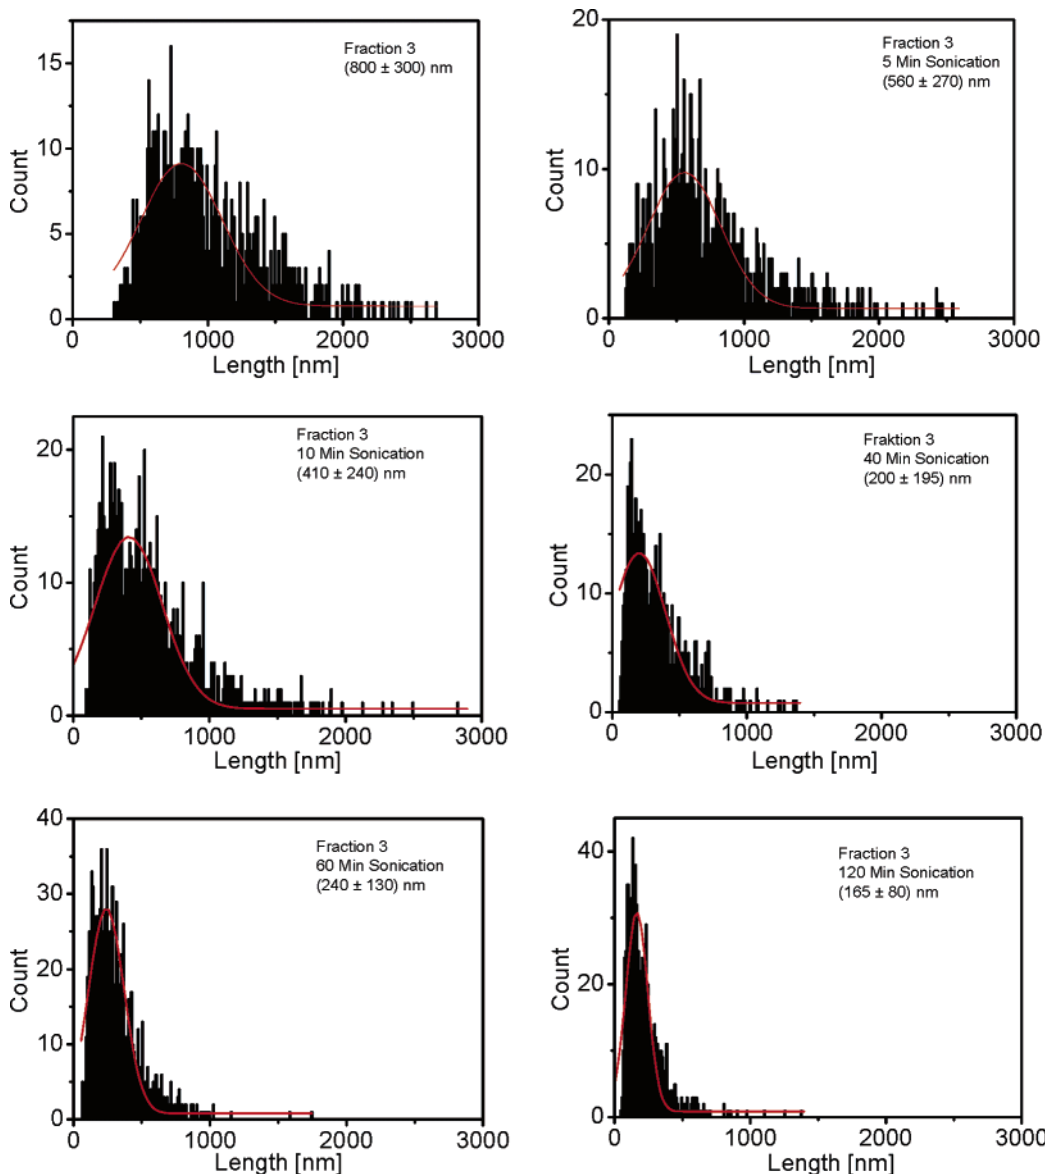 Fraction 3
(800 ± 300) nm
Count
15
10
5
0
0
1000
2000
3000
Length [nm]
Fraction 3
5 Min Sonication
(560 ± 270) nm
Count
20
10
0
0
1000
2000
3000
Length [nm]
Fraction 3
10 Min Sonication
(410 ± 240) nm
Count
20
10
0
0
1000
2000
3000
Length [nm]
Fraktion 3
40 Min Sonication
(200 ± 195) nm
Count
20
10
0
0
1000
2000
3000
Length [nm]
Fraction 3
60 Min Sonication
(240 ± 130) nm
Count
40
30
20
10
0
0
1000
2000
3000
Length [nm]
Fraction 3
120 Min Sonication
(165 ± 80) nm
Count
40
20
0
0
1000
2000
3000
Length [nm]